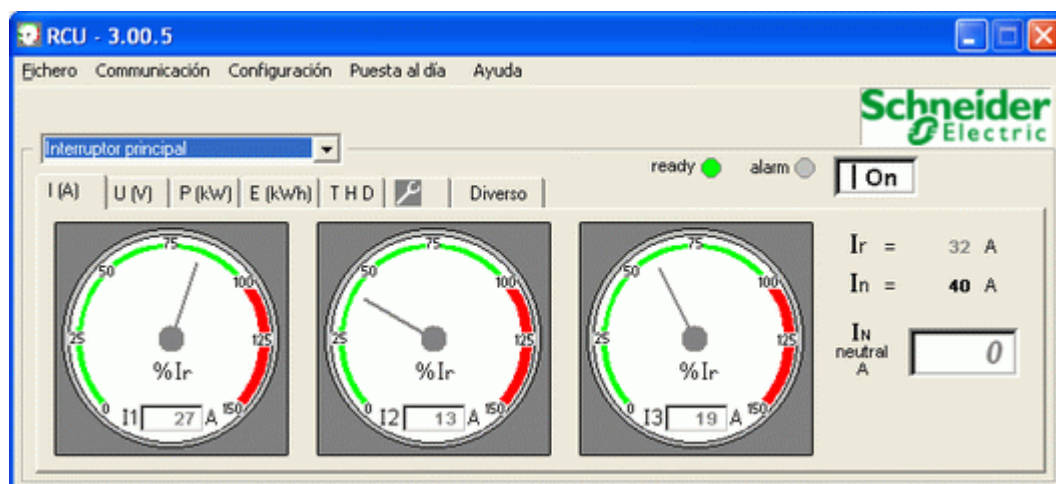 RCU - 3.00.5
Fichero Communicación Configuración Puesta al día Ayuda
Schneider
Electric
Interruptor principal
ready alarm | On
I (A) U (V) P (kW) E (kWh) T H D Diverso
0 25 50 75 100 125 150
%Ir
I1 27 A
0 25 50 75 100 125 150
%Ir
I2 13 A
0 25 50 75 100 125 150
%Ir
I3 19 A
Ir = 32 A
In = 40 A
IN
neutral
A
0